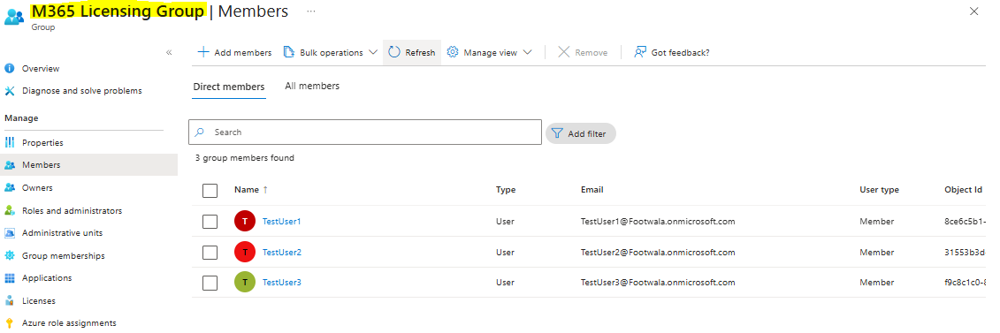 M365 Licensing Group | Members ...
Group
«
Overview
Diagnose and solve problems
Manage
Properties
Members
Owners
Roles and administrators
Administrative units
Group memberships
Applications
Licenses
Azure role assignments
Add members Bulk operations Refresh Manage view Remove Got feedback?
Direct members All members
Search Add filter
3 group members found
Name ↑ Type Email User type Object Id
T TestUser1 User TestUser1@Footwala.onmicrosoft.com Member 8ce6c5b1-
T TestUser2 User TestUser2@Footwala.onmicrosoft.com Member 31553b3d
T TestUser3 User TestUser3@Footwala.onmicrosoft.com Member f9c8c1c0-8